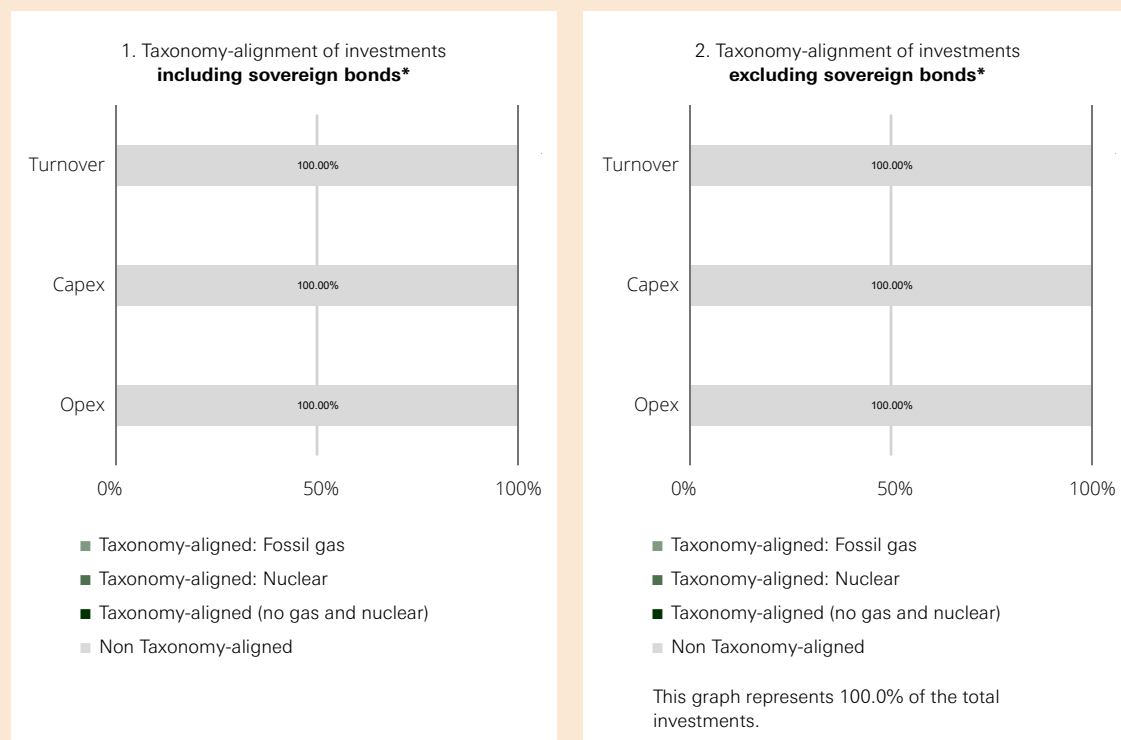 1. Taxonomy-alignment of investments
including sovereign bonds*
Turnover
100.00%
Capex
100.00%
Opex
100.00%
0%
50%
100%
Taxonomy-aligned: Fossil gas
Taxonomy-aligned: Nuclear
Taxonomy-aligned (no gas and nuclear)
Non Taxonomy-aligned
2. Taxonomy-alignment of investments
excluding sovereign bonds*
Turnover
100.00%
Capex
100.00%
Opex
100.00%
0%
50%
100%
Taxonomy-aligned: Fossil gas
Taxonomy-aligned: Nuclear
Taxonomy-aligned (no gas and nuclear)
Non Taxonomy-aligned
This graph represents 100.0% of the total
investments.